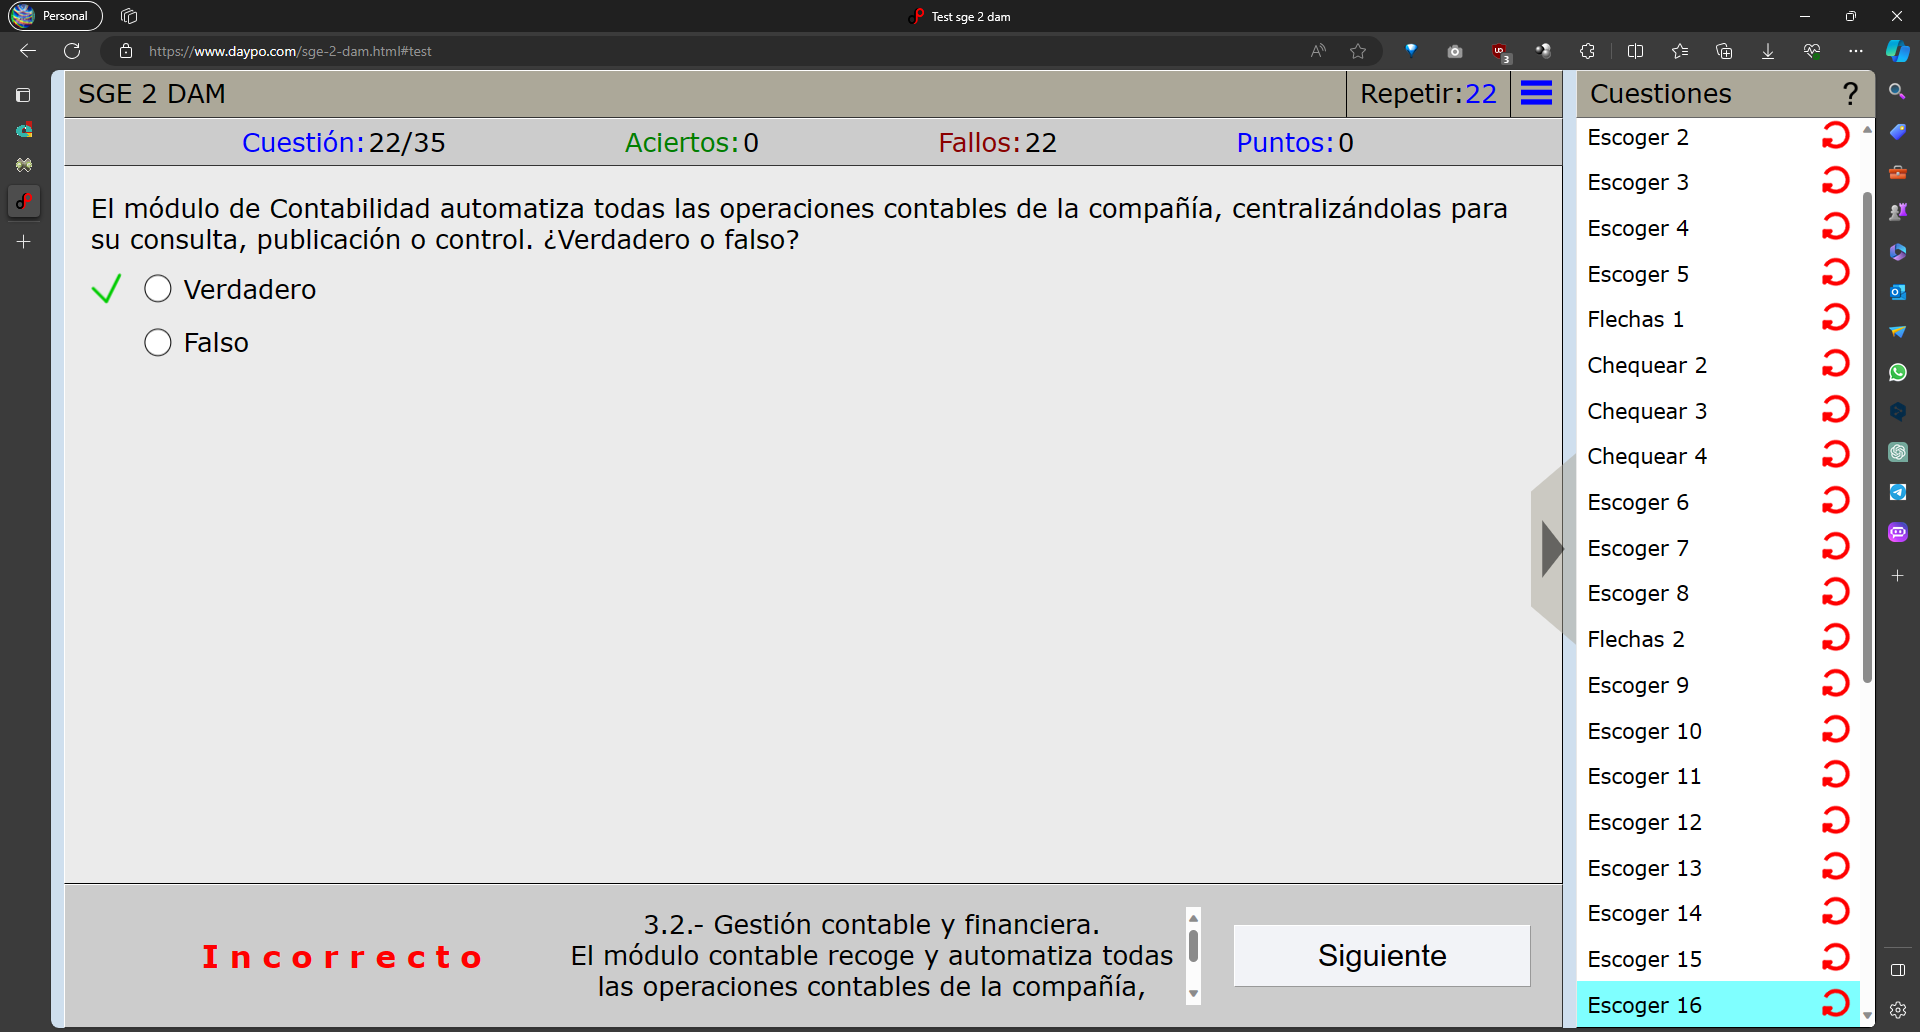 Personal
Test sge 2 dam
https://www.daypo.com/sge-2-dam.html#test
SGE 2 DAM
Repetir:22
Cuestión:22/35
Aciertos:0
Fallos:22
Puntos:0
El módulo de Contabilidad automatiza todas las operaciones contables de la compañía, centralizándolas para
su consulta, publicación o control. ¿Verdadero o falso?
Verdadero
Falso
Incorrecto
3.2.- Gestión contable y financiera.
El módulo contable recoge y automatiza todas
las operaciones contables de la compañía,
Siguiente
Cuestiones
?
Escoger 2
Escoger 3
Escoger 4
Escoger 5
Flechas 1
Chequear 2
Chequear 3
Chequear 4
Escoger 6
Escoger 7
Escoger 8
Flechas 2
Escoger 9
Escoger 10
Escoger 11
Escoger 12
Escoger 13
Escoger 14
Escoger 15
Escoger 16
3